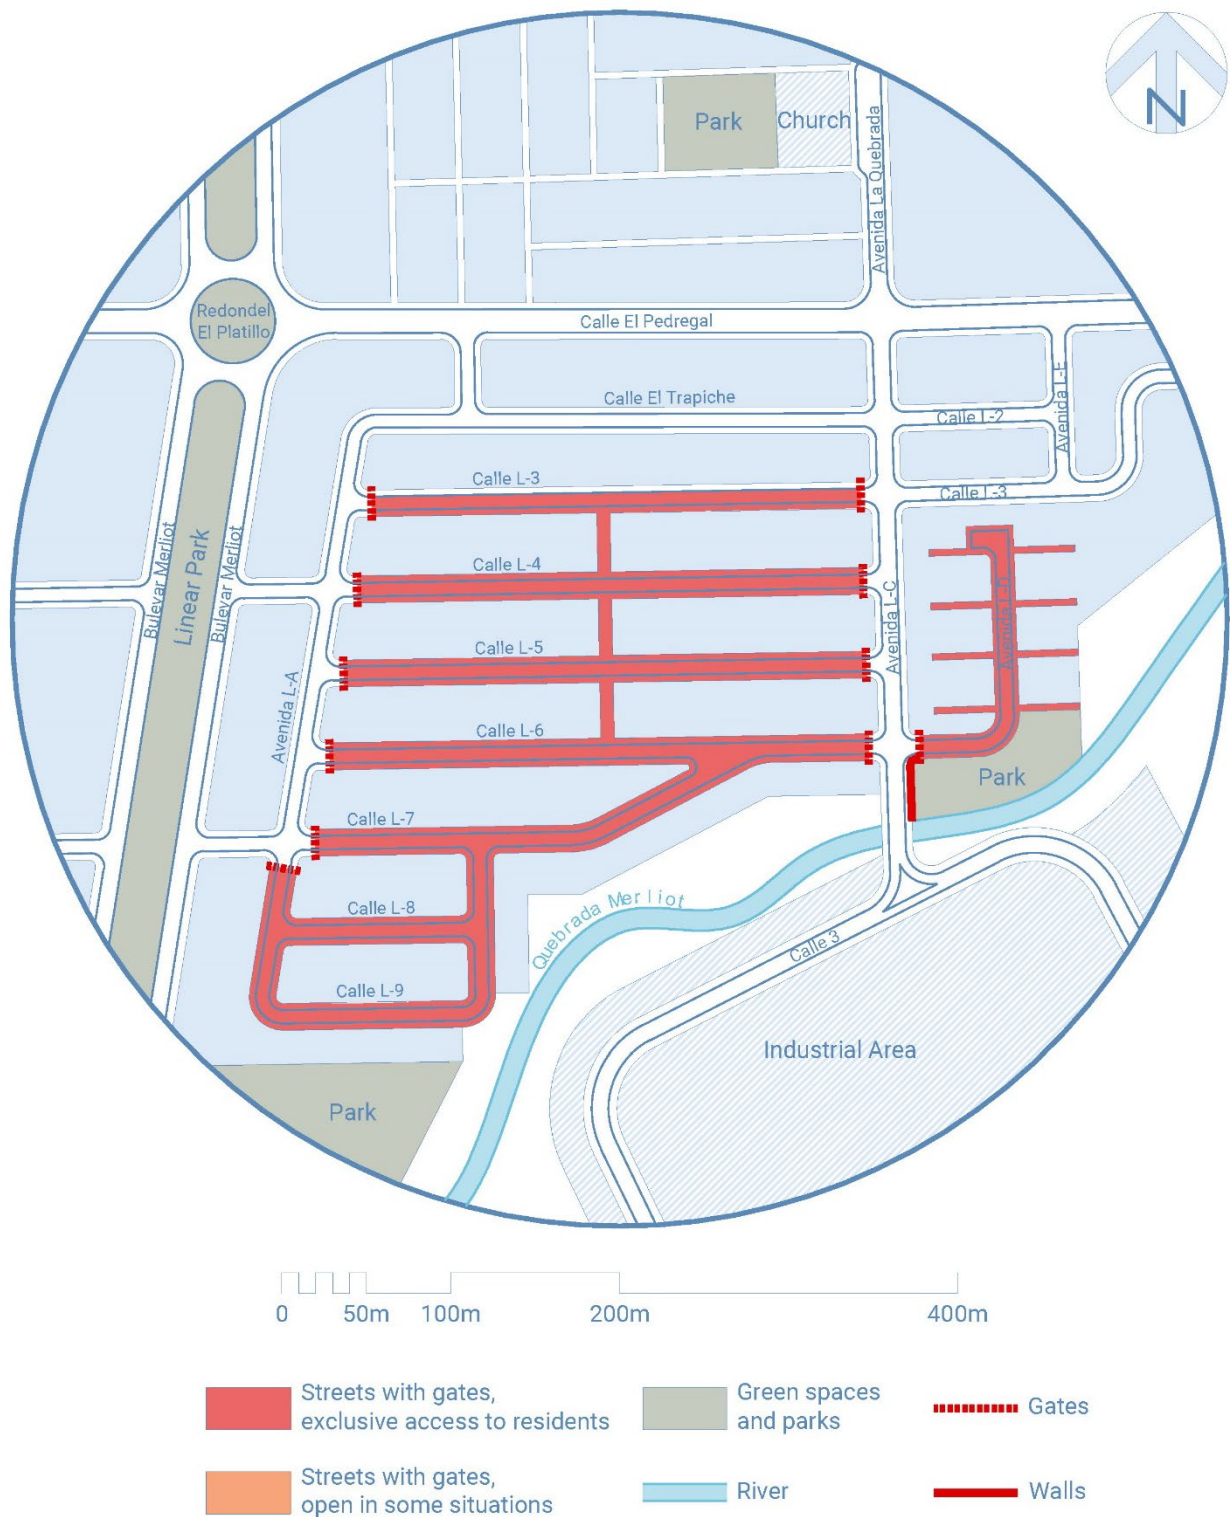 N
Park
Church
Avenida La Quebrada
Redondel
El Platillo
Calle El Pedregal
Calle El Trapiche
Calle L-2
Avenida L-E
Calle L-3
Calle L-3
Bulevar Merliot
Linear Park
Bulevar Merliot
Calle L-4
Avenida L-C
Avenida L-D
Calle L-5
Avenida L-A
Calle L-6
Park
Calle L-7
Calle L-8
Quebrada Merliot
Calle 3
Calle L-9
Industrial Area
Park
0
50m
100m
200m
400m
Streets with gates,
exclusive access to residents
Green spaces
and parks
Gates
Streets with gates,
open in some situations
River
Walls